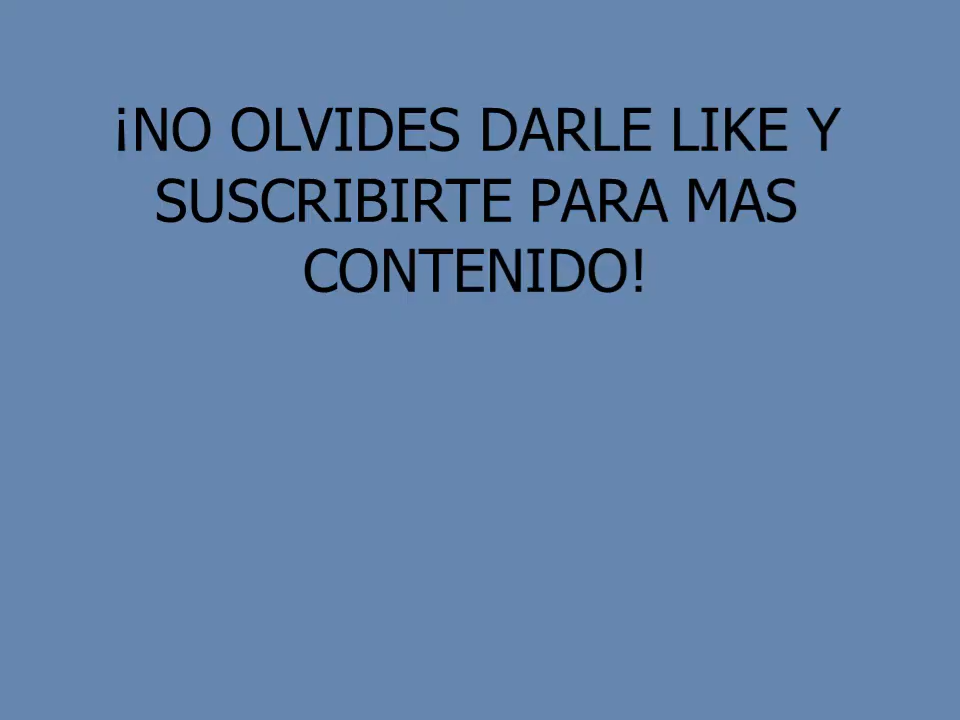 ¡NO OLVIDES DARLE LIKE Y
SUSCRIBIRTE PARA MAS
CONTENIDO!